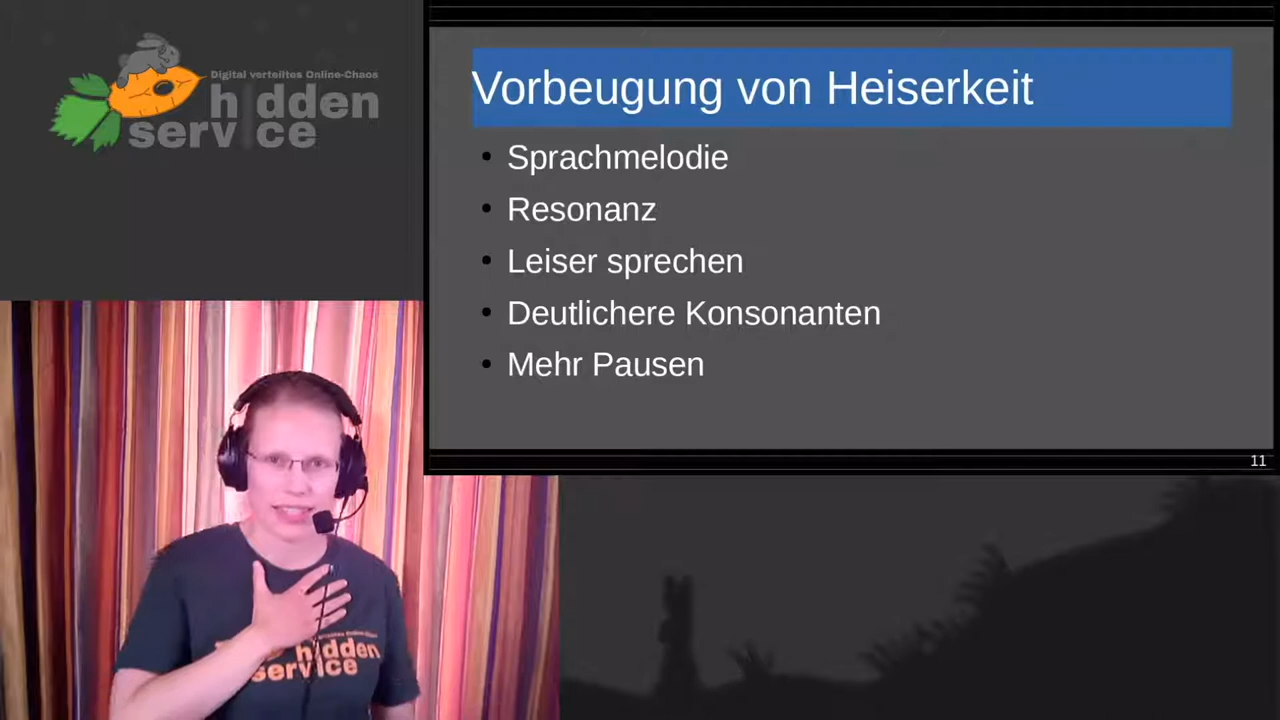 Digital verteiltes Online-Chaos
hidden
service
Vorbeugung von Heiserkeit
Sprachmelodie
Resonanz
Leiser sprechen
Deutlichere Konsonanten
Mehr Pausen
11
hidden
service